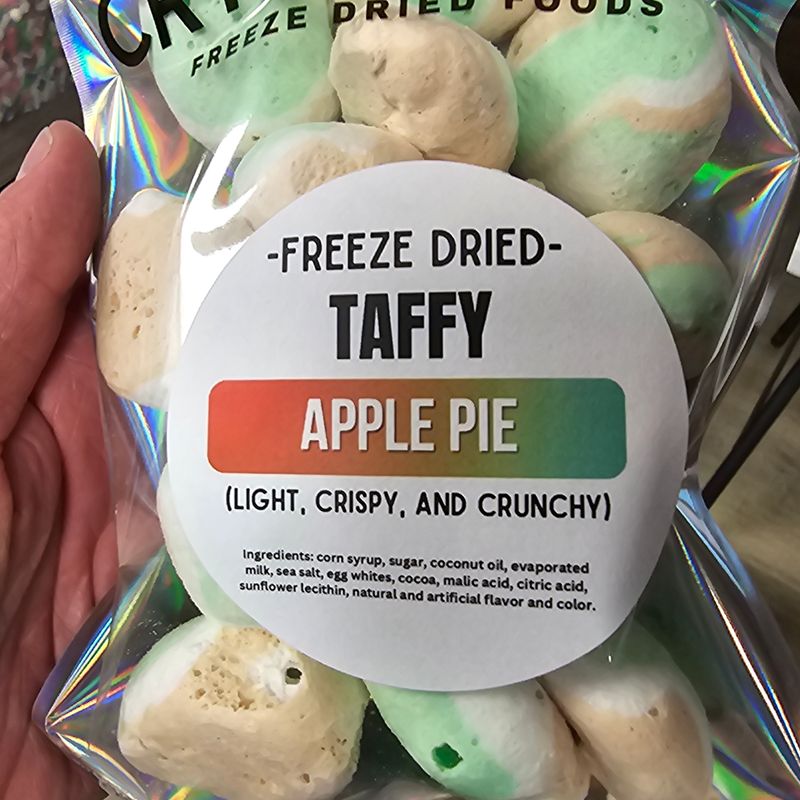 FREEZE DRIED FOODS
-FREEZE DRIED-
TAFFY
APPLE PIE
(LIGHT, CRISPY, AND CRUNCHY)
Ingredients: corn syrup, sugar, coconut oil, evaporated
milk, sea salt, egg whites, cocoa, malic acid, citric acid,
sunflower lecithin, natural and artificial flavor and color.